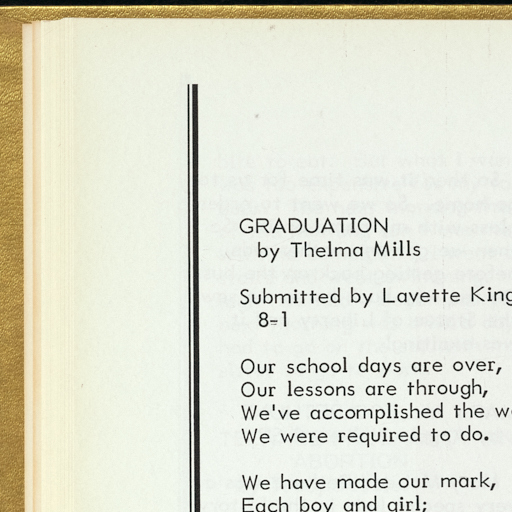 GRADUATION
by Thelma Mills
Submitted by Lavette King
8-1
Our school days are over,
Our lessons are through,
We've accomplished the
We were required to do.
We have made our mark,
Each boy and girl;